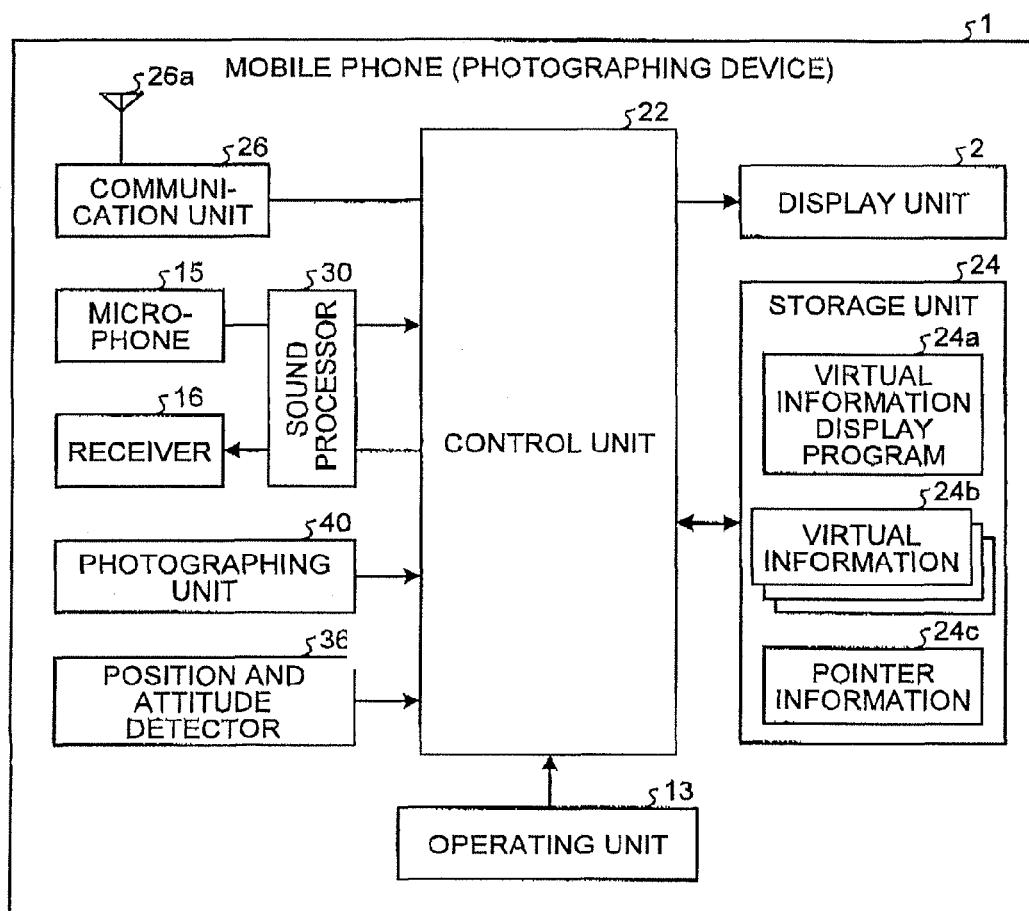 1
MOBILE PHONE (PHOTOGRAPHING DEVICE)
26a
26
COMMUNI-
CATION UNIT
22
CONTROL UNIT
2
DISPLAY UNIT
15
MICRO-
PHONE
30
SOUND
PROCESSOR
16
RECEIVER
40
PHOTOGRAPHING
UNIT
36
POSITION AND
ATTITUDE
DETECTOR
24
STORAGE UNIT
24a
VIRTUAL
INFORMATION
DISPLAY
PROGRAM
24b
VIRTUAL
INFORMATION
24c
POINTER
INFORMATION
13
OPERATING UNIT